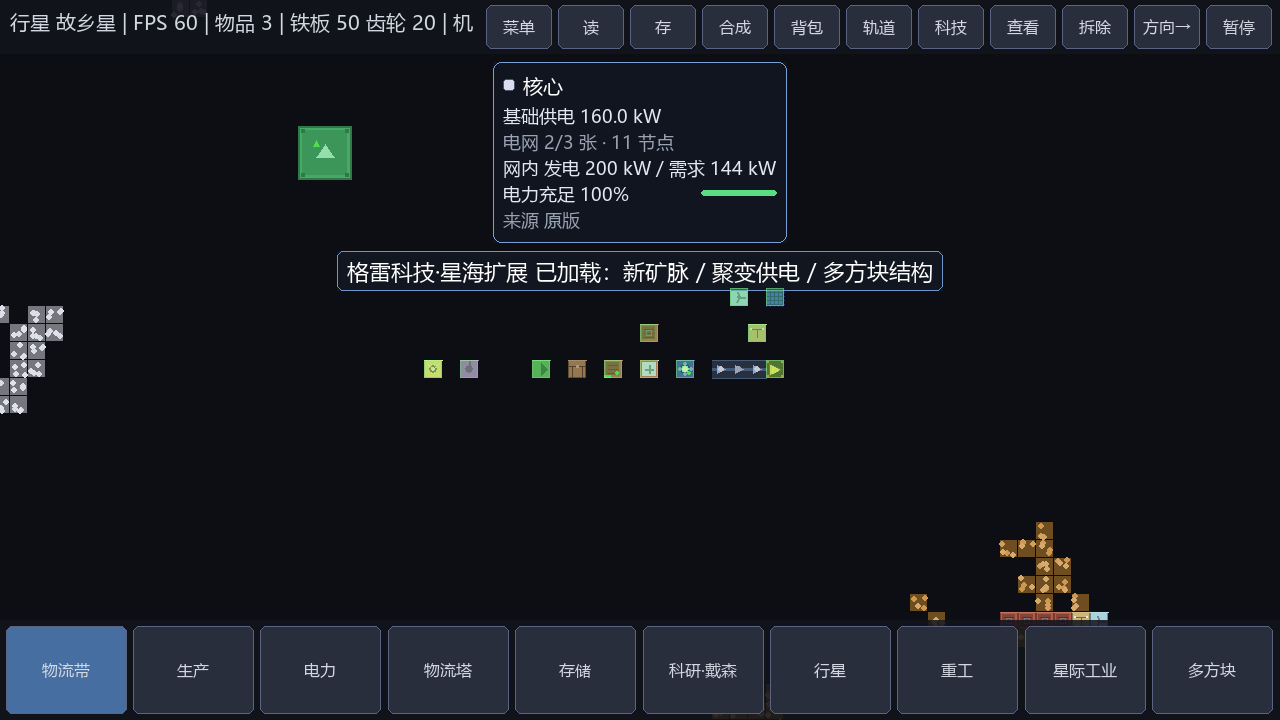 行星 故乡星 | FPS 60 | 物品 3 | 铁板 50 齿轮 20 | 机
菜单
读
存
合成
背包
轨道
科技
查看
拆除
方向→
暂停
核心
基础供电 160.0 kW
电网 2/3 张 · 11 节点
网内 发电 200 kW / 需求 144 kW
电力充足 100%
来源 原版
格雷科技·星海扩展 已加载：新矿脉 / 聚变供电 / 多方块结构
物流带
生产
电力
物流塔
存储
科研·戴森
行星
重工
星际工业
多方块